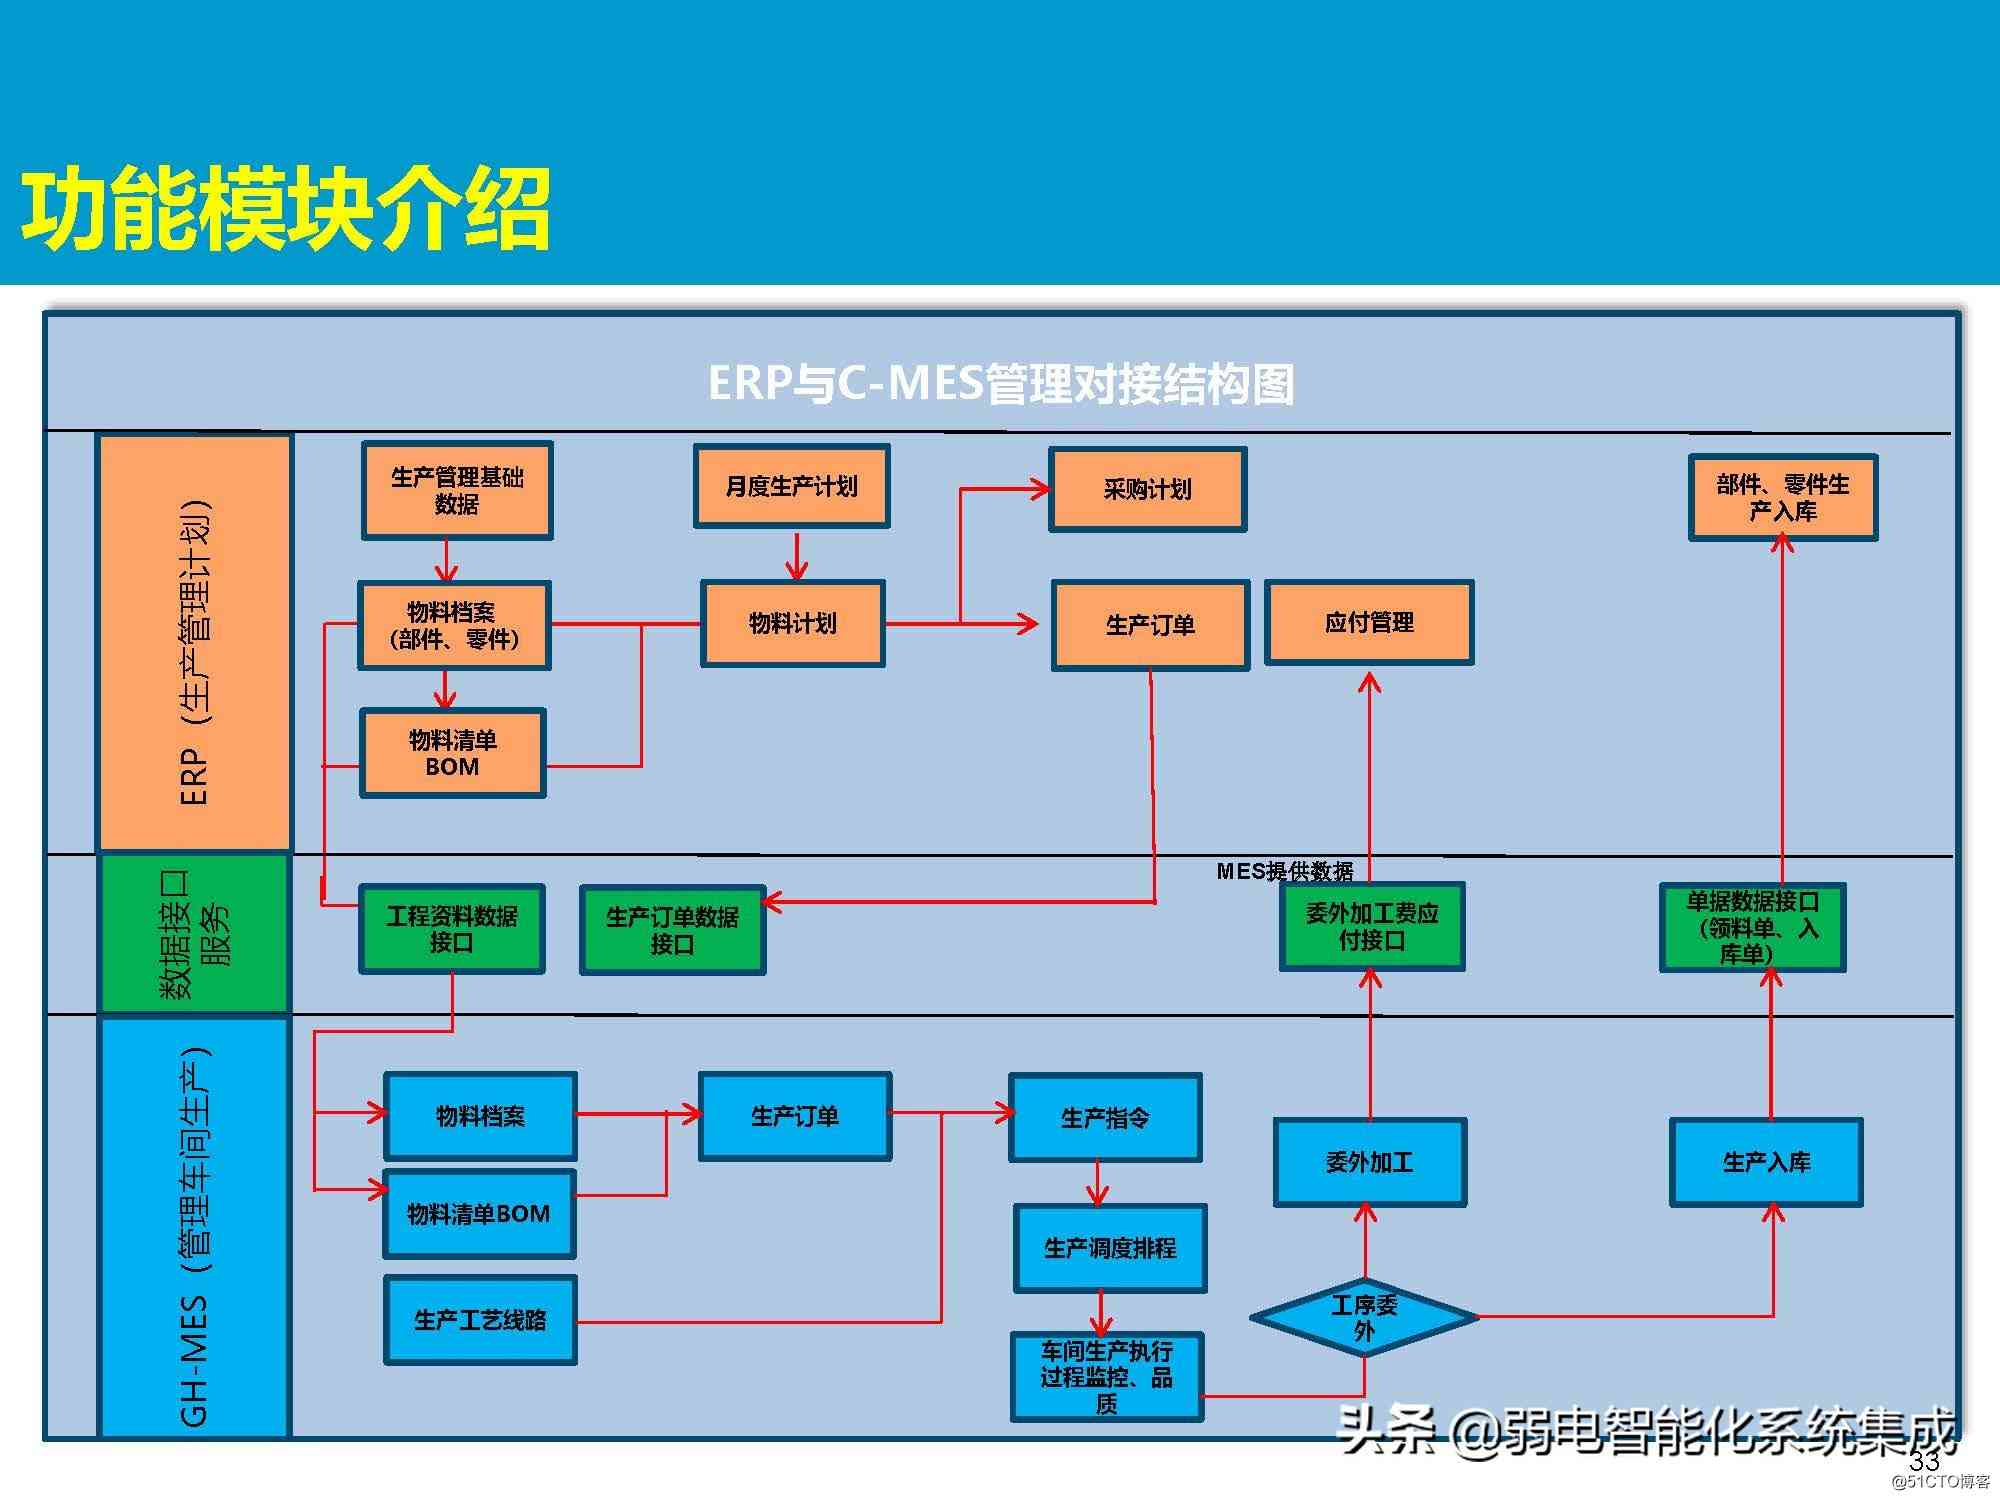 功能模块介绍
ERP与C-MES管理对接结构图
ERP（生产管理计划）
生产管理基础
数据
月度生产计划
采购计划
部件、零件生
产入库
物料档案
（部件、零件）
物料计划
生产订单
应付管理
物料清单
BOM
数据接口
服务
MES提供数据
工程资料数据
接口
生产订单数据
接口
委外加工费应
付接口
单据数据接口
（领料单、入
库单）
GH-MES（管理车间生产）
物料档案
生产订单
生产指令
委外加工
生产入库
物料清单BOM
生产调度排程
生产工艺线路
工序委
外
车间生产执行
过程监控、品
质
头条 @弱电智能化系统集成
33
@51CTO博客